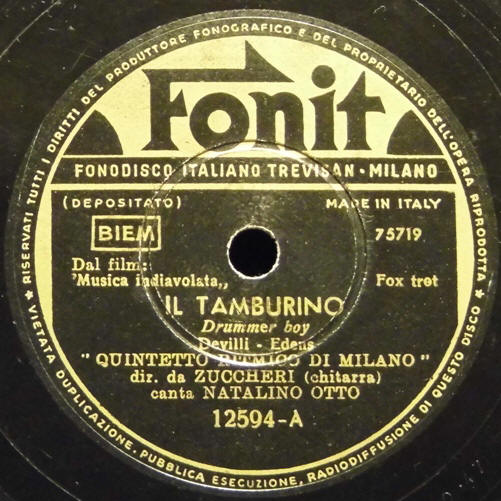 RISERVATI TUTTI I DIRITTI DEL PRODUTTORE FONOGRAFICO E DEL PROPRIETARIO DELL'OPERA RIPRODOTTA
Fonit
FONODISCO ITALIANO TREVISAN · MILANO
(DEPOSITATO) MADE IN ITALY
BIEM 75719
Dal film:
"Musica indiavolata„ Fox trot
IL TAMBURINO
Drummer boy
Devilli - Edens
" QUINTETTO RITMICO DI MILANO "
dir. da ZUCCHERI (chitarra)
canta NATALINO OTTO
12594-A
★ VIETATA DUPLICAZIONE. PUBBLICA ESECUZIONE, RADIODIFFUSIONE DI QUESTO DISCO ★